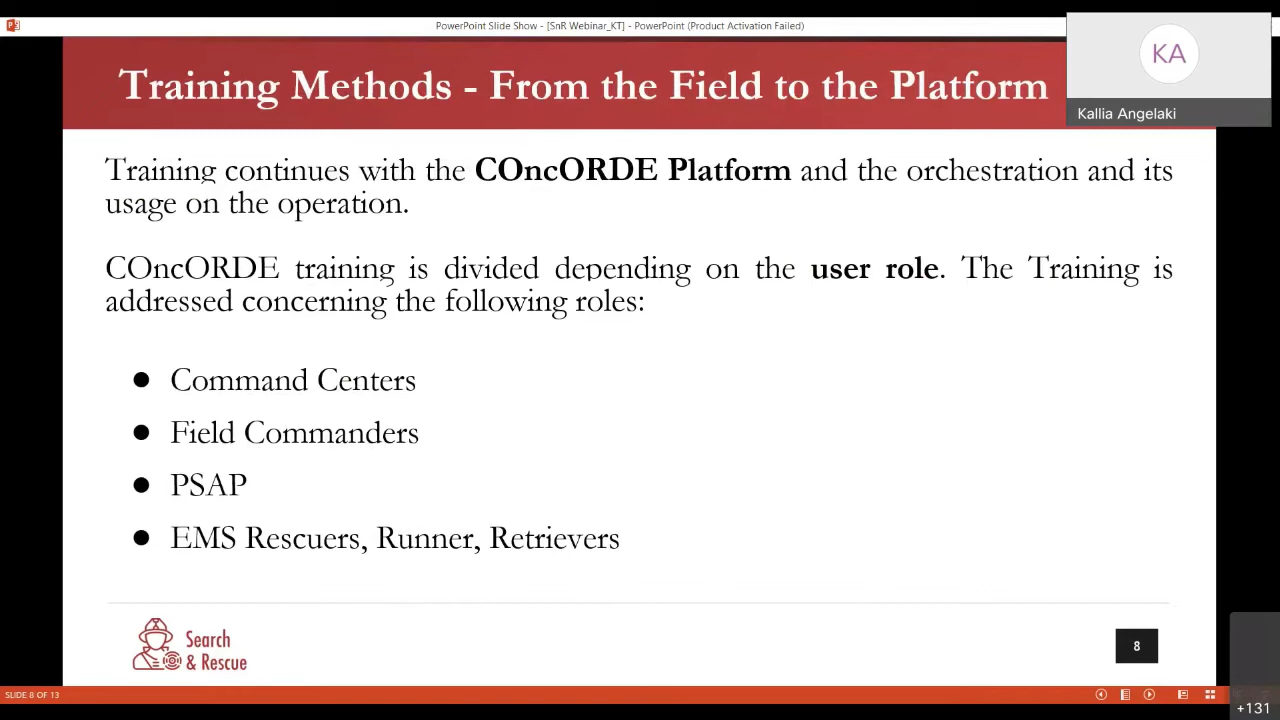 PowerPoint Slide Show - [SnR Webinar_KT] - PowerPoint (Product Activation Failed)
KA
Kallia Angelaki
Training Methods - From the Field to the Platform
Training continues with the COncORDE Platform and the orchestration and its
usage on the operation.
COncORDE training is divided depending on the user role. The Training is
addressed concerning the following roles:
● Command Centers
● Field Commanders
● PSAP
● EMS Rescuers, Runner, Retrievers
Search
& Rescue
8
SLIDE 8 OF 13
+131